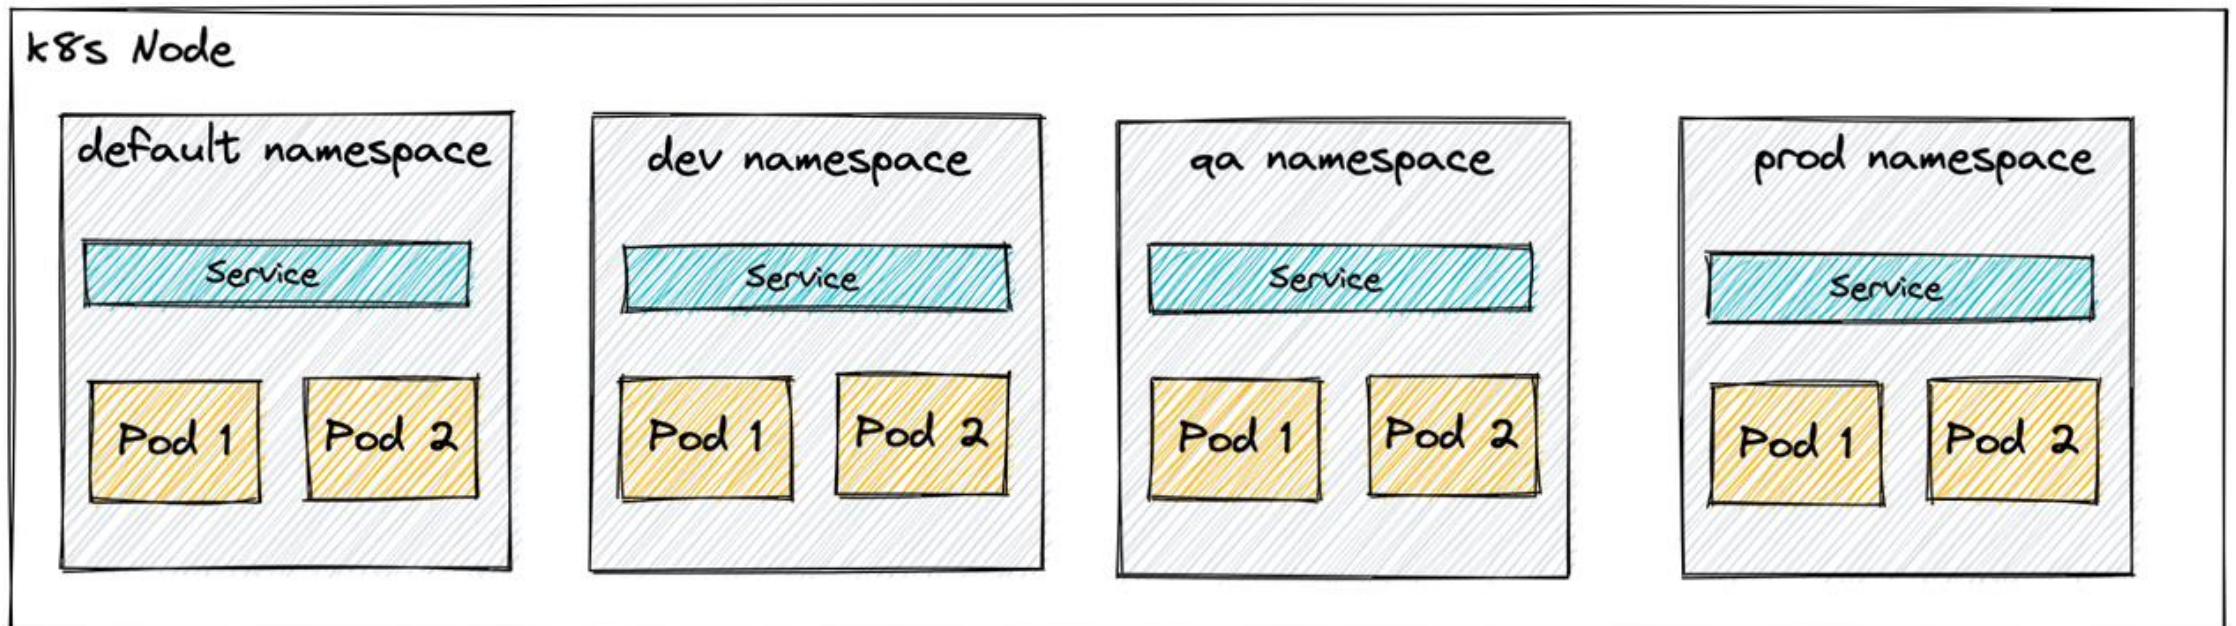 k8s Node
default namespace
dev namespace
qa namespace
prod namespace
Service
Service
Service
Service
Pod 1
Pod 2
Pod 1
Pod 2
Pod 1
Pod 2
Pod 1
Pod 2